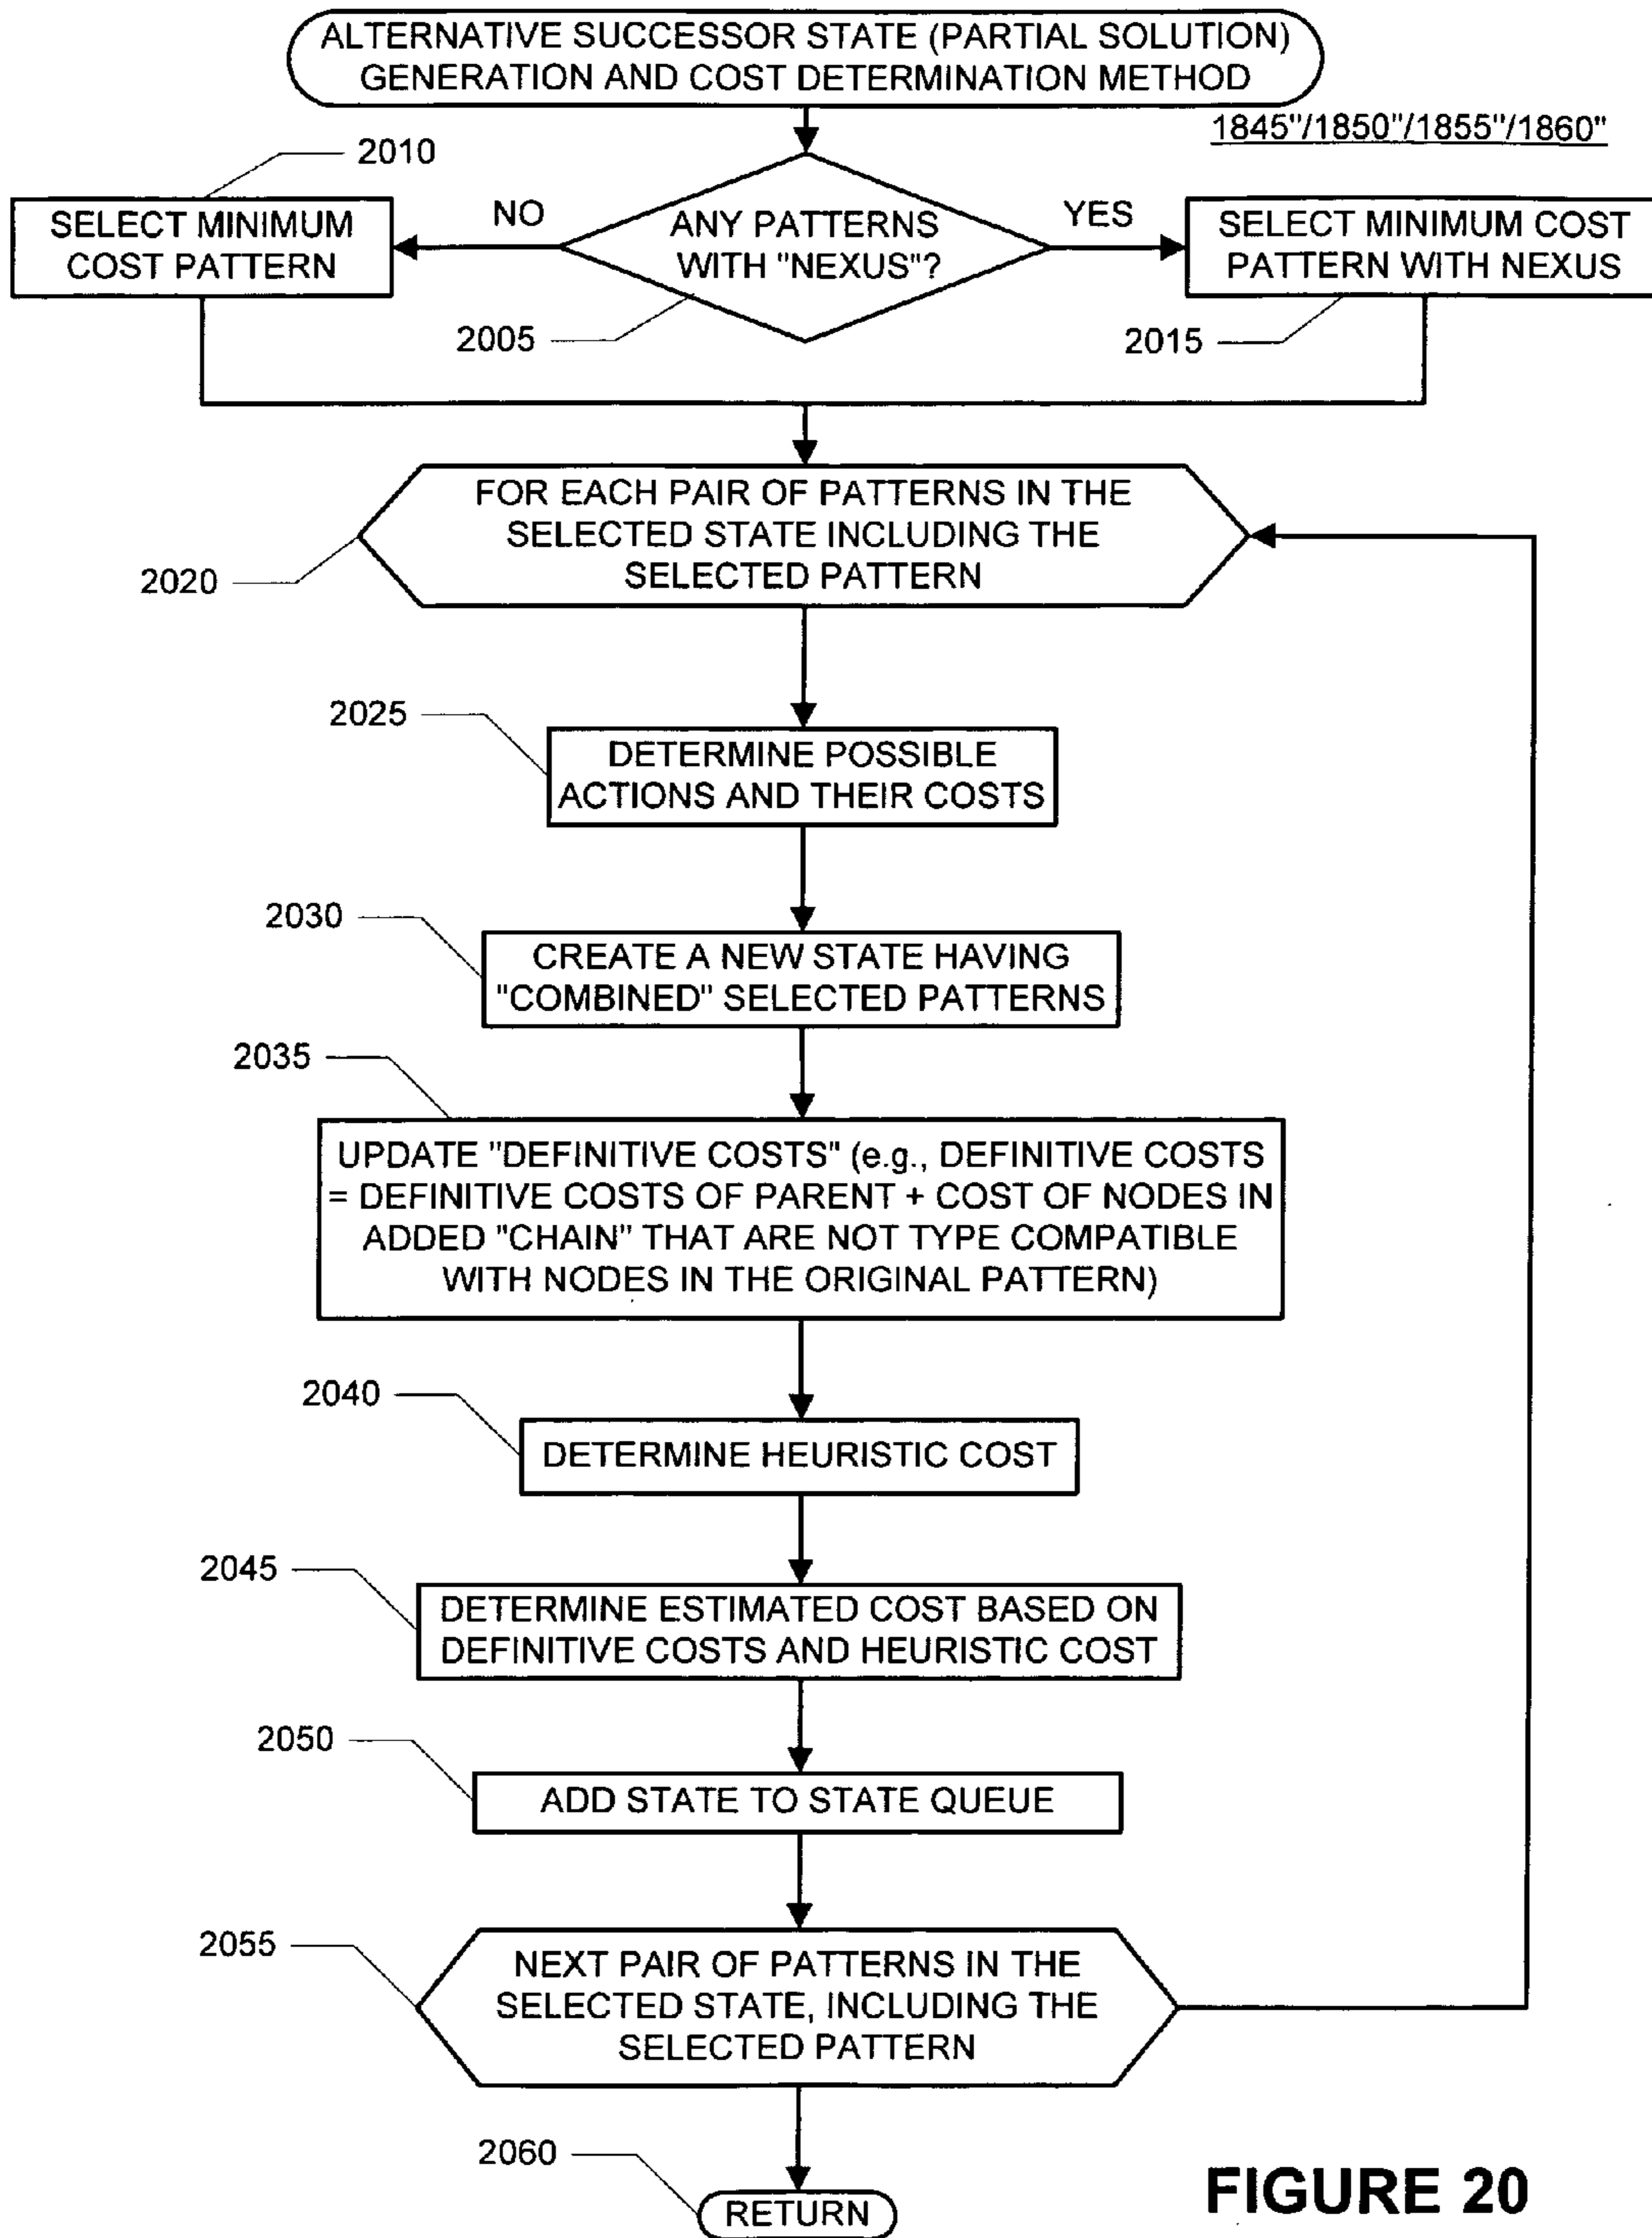 ALTERNATIVE SUCCESSOR STATE (PARTIAL SOLUTION)
GENERATION AND COST DETERMINATION METHOD
1845"/1850"/1855"/1860"
2010
SELECT MINIMUM
COST PATTERN
NO
ANY PATTERNS
WITH "NEXUS"?
YES
SELECT MINIMUM COST
PATTERN WITH NEXUS
2005
2015
FOR EACH PAIR OF PATTERNS IN THE
SELECTED STATE INCLUDING THE
SELECTED PATTERN
2020
2025
DETERMINE POSSIBLE
ACTIONS AND THEIR COSTS
2030
CREATE A NEW STATE HAVING
"COMBINED" SELECTED PATTERNS
2035
UPDATE "DEFINITIVE COSTS" (e.g., DEFINITIVE COSTS
= DEFINITIVE COSTS OF PARENT + COST OF NODES IN
ADDED "CHAIN" THAT ARE NOT TYPE COMPATIBLE
WITH NODES IN THE ORIGINAL PATTERN)
2040
DETERMINE HEURISTIC COST
2045
DETERMINE ESTIMATED COST BASED ON
DEFINITIVE COSTS AND HEURISTIC COST
2050
ADD STATE TO STATE QUEUE
2055
NEXT PAIR OF PATTERNS IN THE
SELECTED STATE, INCLUDING THE
SELECTED PATTERN
2060
RETURN
FIGURE 20